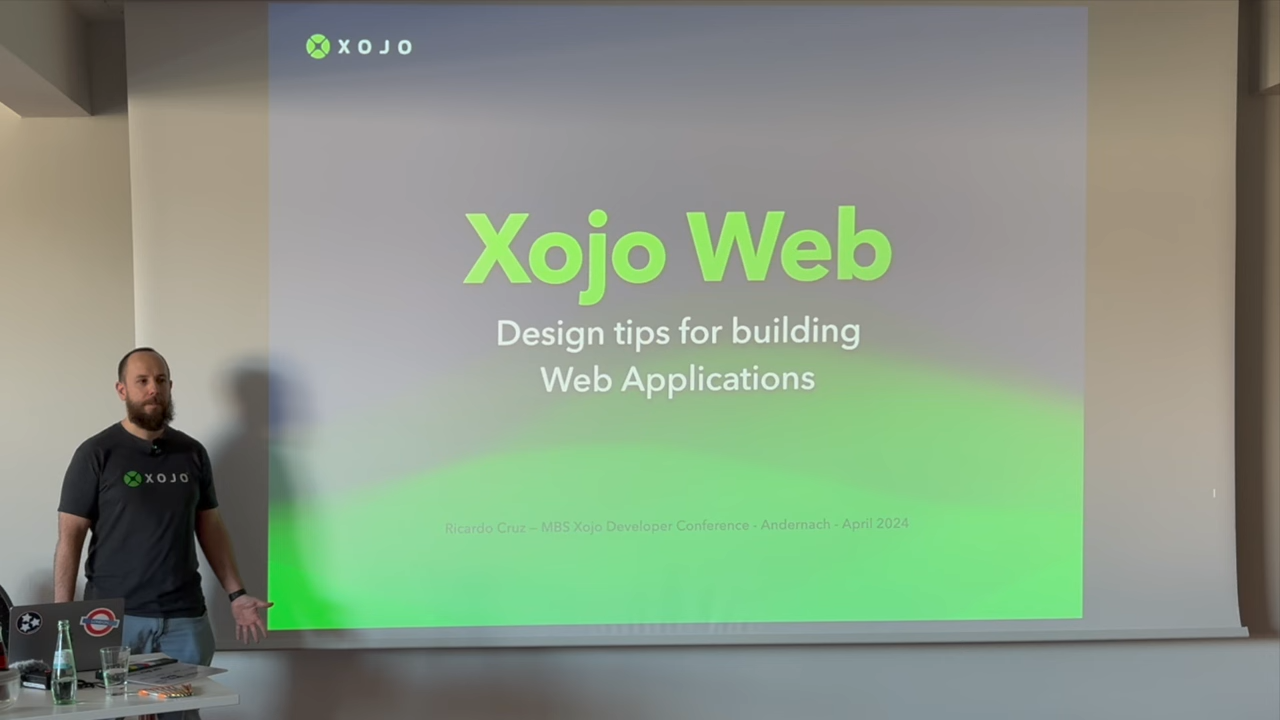 XOJO
Xojo Web
Design tips for building
Web Applications
Ricardo Cruz – MBS Xojo Developer Conference - Andernach - April 2024
XOJO